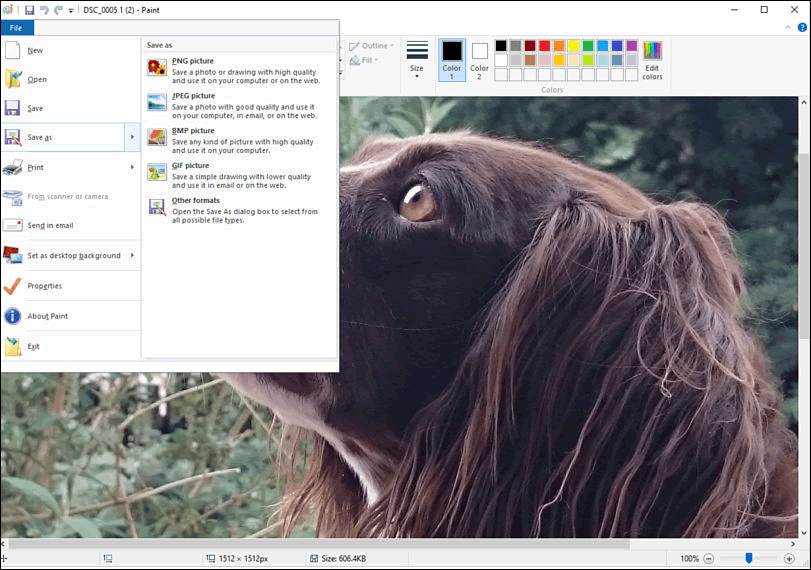 DSC_0005 1 (2) - Paint
File
New
Open
Save
Save as
Print
From scanner or camera
Send in email
Set as desktop background
Properties
About Paint
Exit
Save as
PNG picture
Save a photo or drawing with high quality
and use it on your computer or on the web.
JPEG picture
Save a photo with good quality and use it
on your computer, in email, or on the web.
BMP picture
Save any kind of picture with high quality
and use it on your computer.
GIF picture
Save a simple drawing with lower quality
and use it in email or on the web.
Other formats
Open the Save As dialog box to select from
all possible file types.
Outline
Fill
Size
Color
1
Color
2
Edit
colors
Colors
1512 × 1512px
Size: 606.4KB
100%